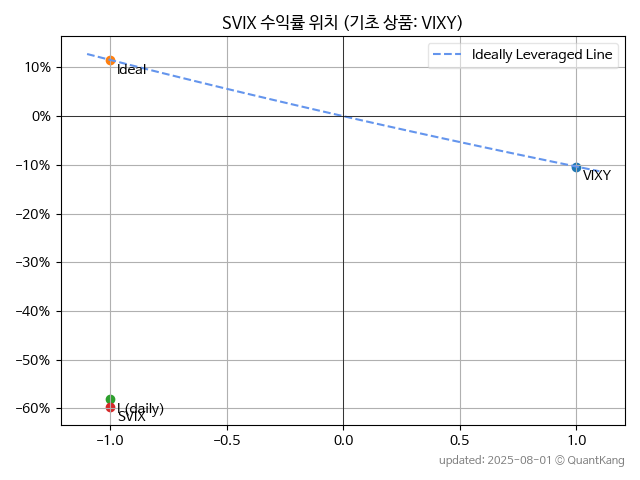 SVIX 수익률 위치 (기초 상품: VIXY)
Ideally Leveraged Line
10%
0%
−10%
−20%
−30%
−40%
−50%
−60%
Ideal
VIXY
(daily)
SVIX
−1.0 −0.5 0.0 0.5 1.0
updated: 2025-08-01 © QuantKang